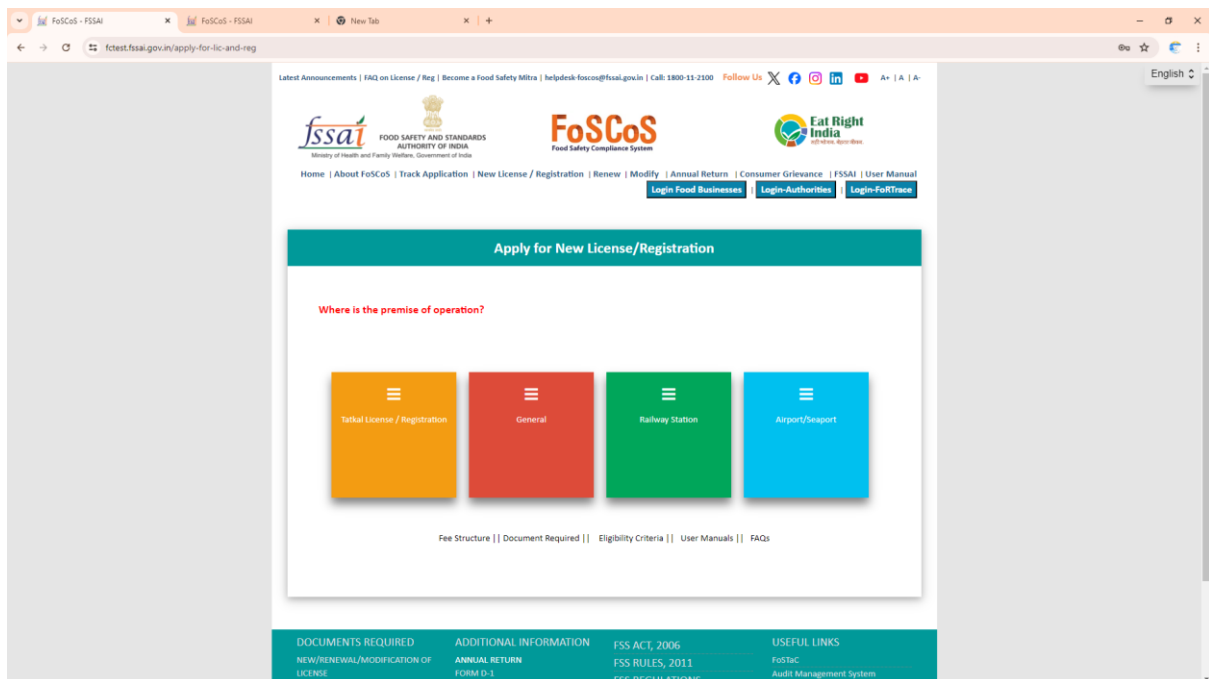 FoSCoS - FSSAI
FoSCoS - FSSAI
New Tab
fctest.fssai.gov.in/apply-for-lic-and-reg
English
Latest Announcements | FAQ on License / Reg | Become a Food Safety Mitra | helpdesk-foscos@fssai.gov.in | Call: 1800-11-2100 Follow Us A+ | A | A-
fssai
FOOD SAFETY AND STANDARDS
AUTHORITY OF INDIA
Ministry of Health and Family Welfare, Government of India
FoSCoS
Food Safety Compliance System
Eat Right
India
Home | About FoSCoS | Track Application | New License / Registration | Renew | Modify | Annual Return | Consumer Grievance | FSSAI | User Manual
Login Food Businesses | Login-Authorities | Login-FoRTrace
Apply for New License/Registration
Where is the premise of operation?
Tatkal License / Registration
General
Railway Station
Airport/Seaport
Fee Structure || Document Required || Eligibility Criteria || User Manuals || FAQs
DOCUMENTS REQUIRED
NEW/RENEWAL/MODIFICATION OF
LICENSE
ADDITIONAL INFORMATION
ANNUAL RETURN
FORM D-1
FSS ACT, 2006
FSS RULES, 2011
FSS REGULATIONS
USEFUL LINKS
FoSTaC
Audit Management System